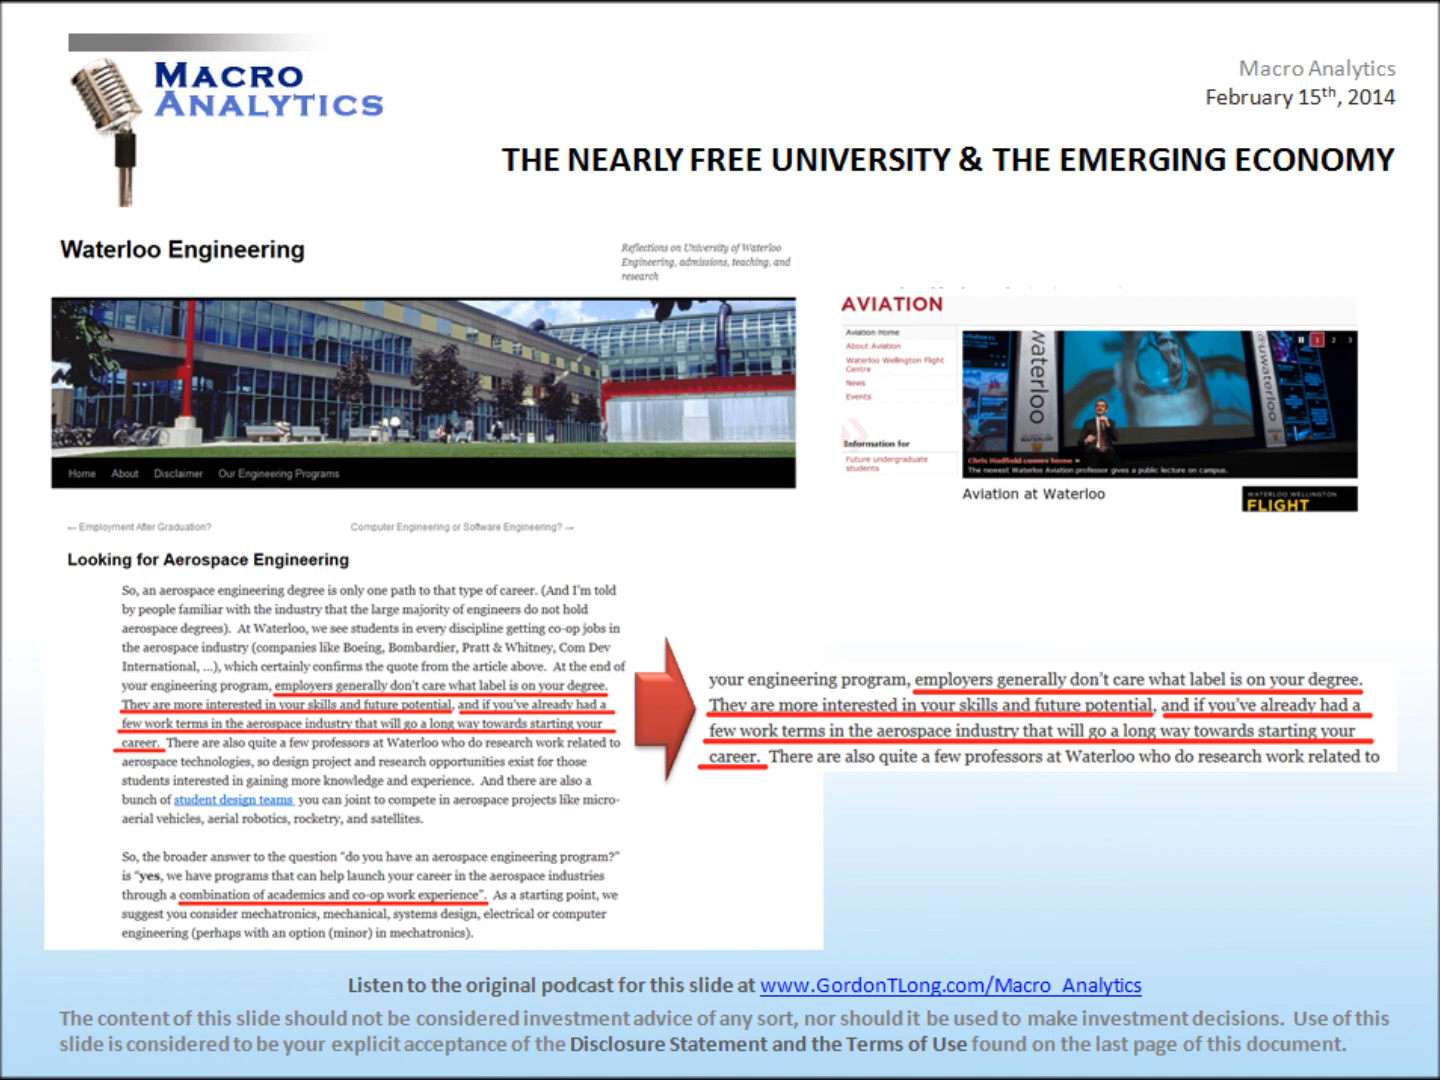 MACRO
ANALYTICS
Macro Analytics
February 15th, 2014
THE NEARLY FREE UNIVERSITY & THE EMERGING ECONOMY
Waterloo Engineering
Reflections on University of Waterloo
Engineering, admissions, teaching, and
research
Home About Disclaimer Our Engineering Programs
← Employment After Graduation? Computer Engineering or Software Engineering? →
Looking for Aerospace Engineering
So, an aerospace engineering degree is only one path to that type of career. (And I'm told
by people familiar with the industry that the large majority of engineers do not hold
aerospace degrees). At Waterloo, we see students in every discipline getting co-op jobs in
the aerospace industry (companies like Boeing, Bombardier, Pratt & Whitney, Com Dev
International, ...), which certainly confirms the quote from the article above. At the end of
your engineering program, employers generally don't care what label is on your degree.
They are more interested in your skills and future potential, and if you've already had a
few work terms in the aerospace industry that will go a long way towards starting your
career. There are also quite a few professors at Waterloo who do research work related to
aerospace technologies, so design project and research opportunities exist for those
students interested in gaining more knowledge and experience. And there are also a
bunch of student design teams you can joint to compete in aerospace projects like micro-
aerial vehicles, aerial robotics, rocketry, and satellites.
So, the broader answer to the question "do you have an aerospace engineering program?"
is "yes, we have programs that can help launch your career in the aerospace industries
through a combination of academics and co-op work experience". As a starting point, we
suggest you consider mechatronics, mechanical, systems design, electrical or computer
engineering (perhaps with an option (minor) in mechatronics).
AVIATION
Aviation Home
About Aviation
Waterloo Wellington Flight
Centre
News
Events
Information for
Future undergraduate
students
waterloo
uwaterloo
WATERLOO
1 2 3
Chris Hadfield comes home »
The newest Waterloo Aviation professor gives a public lecture on campus.
Aviation at Waterloo
WATERLOO WELLINGTON
FLIGHT
your engineering program, employers generally don't care what label is on your degree.
They are more interested in your skills and future potential, and if you've already had a
few work terms in the aerospace industry that will go a long way towards starting your
career. There are also quite a few professors at Waterloo who do research work related to
Listen to the original podcast for this slide at www.GordonTLong.com/Macro_Analytics
The content of this slide should not be considered investment advice of any sort, nor should it be used to make investment decisions. Use of this
slide is considered to be your explicit acceptance of the Disclosure Statement and the Terms of Use found on the last page of this document.